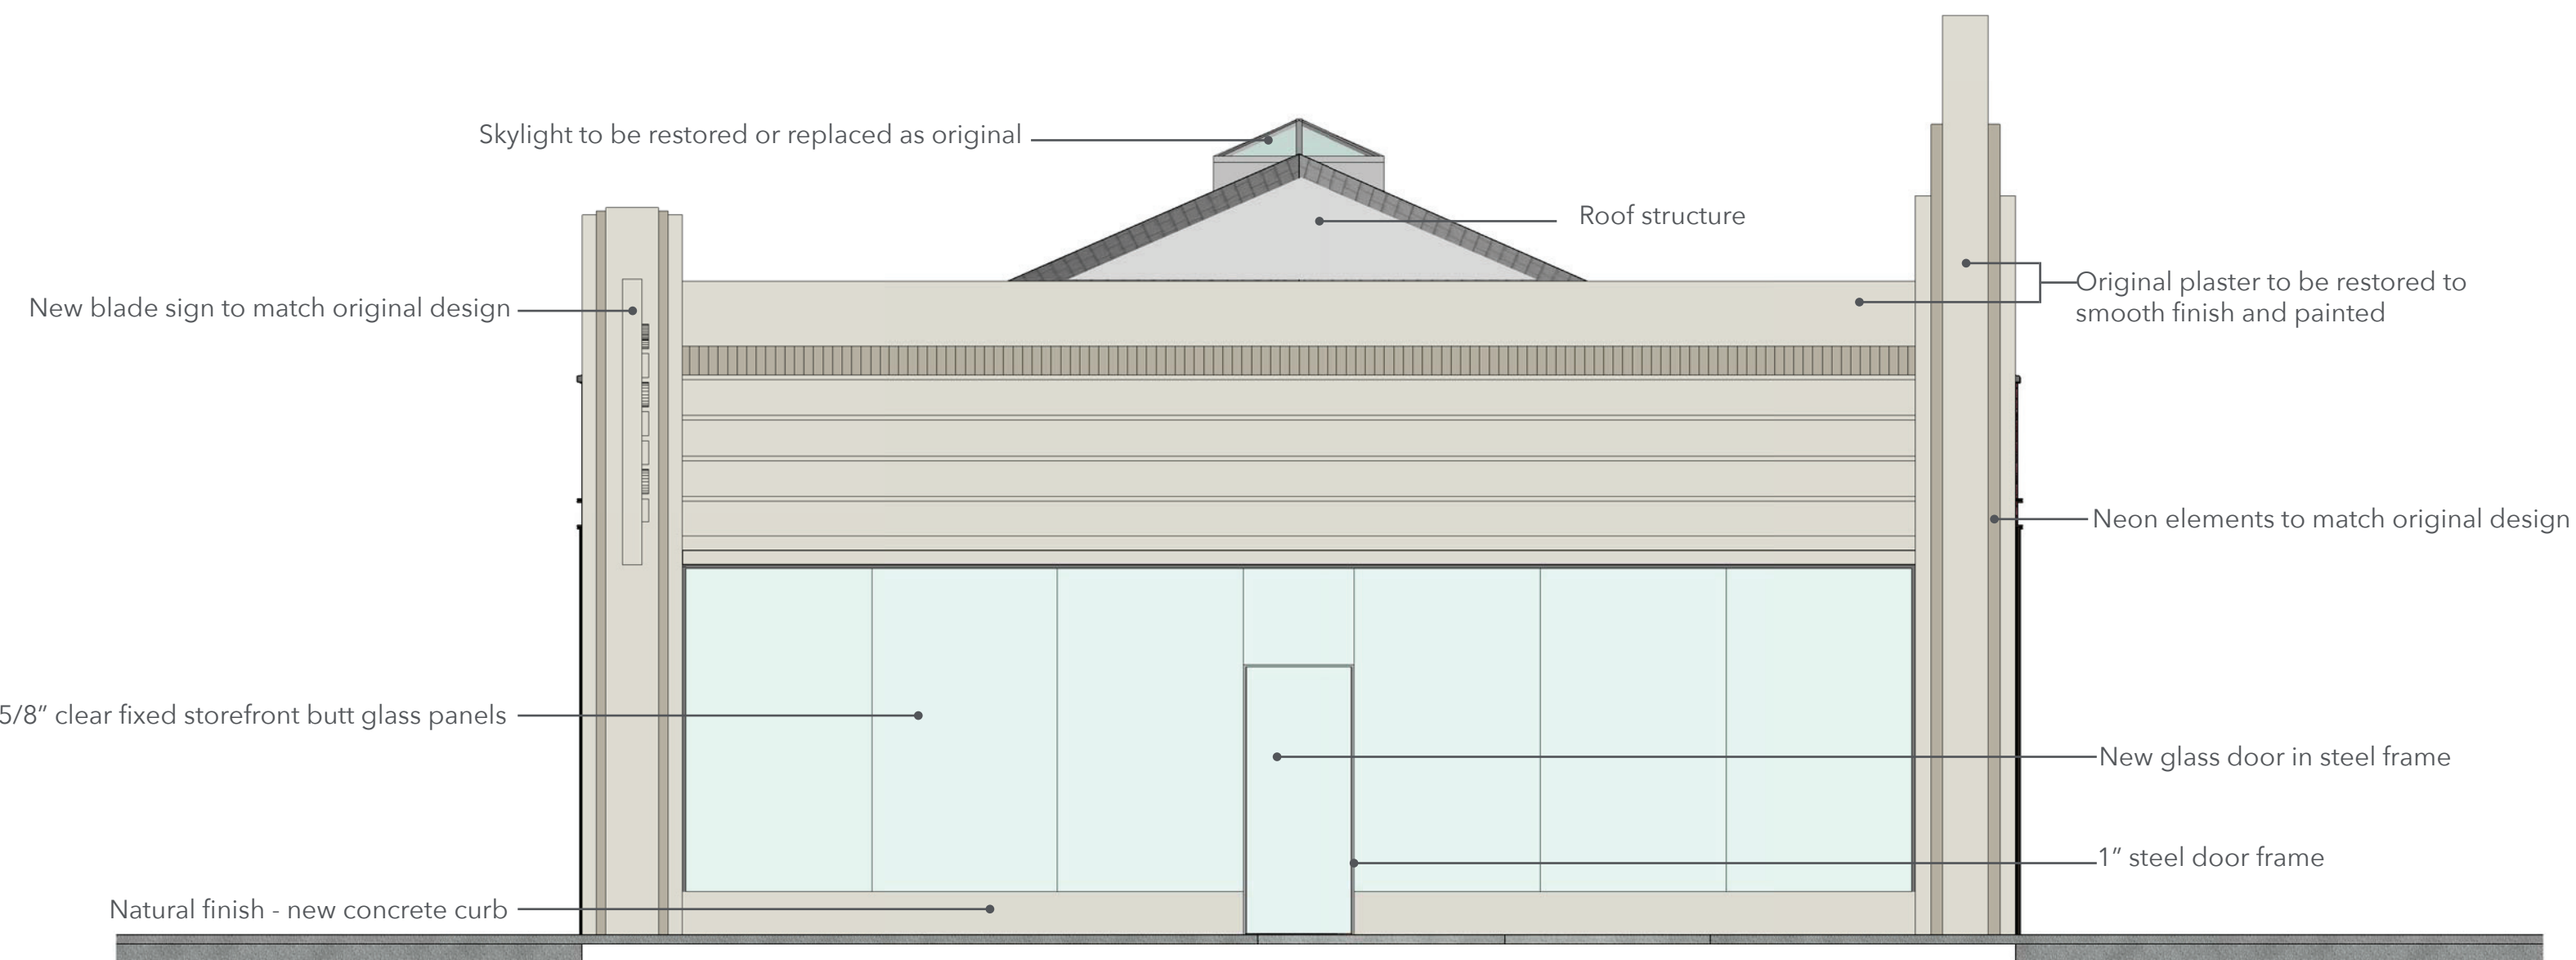 Skylight to be restored or replaced as original
Roof structure
New blade sign to match original design
Original plaster to be restored to
smooth finish and painted
Neon elements to match original design
5/8” clear fixed storefront butt glass panels
New glass door in steel frame
1” steel door frame
Natural finish - new concrete curb